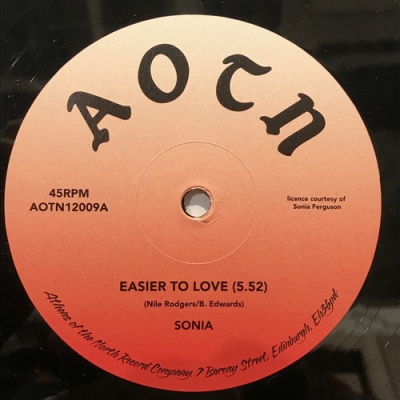 AOTN
45RPM
AOTN12009A
licence courtesy of
Sonia Ferguson
EASIER TO LOVE (5.52)
(Nile Rodgers/B. Edwards)
SONIA
Athens of the North Record Company, 7 Barony Street, Edinburgh, Eh36pd